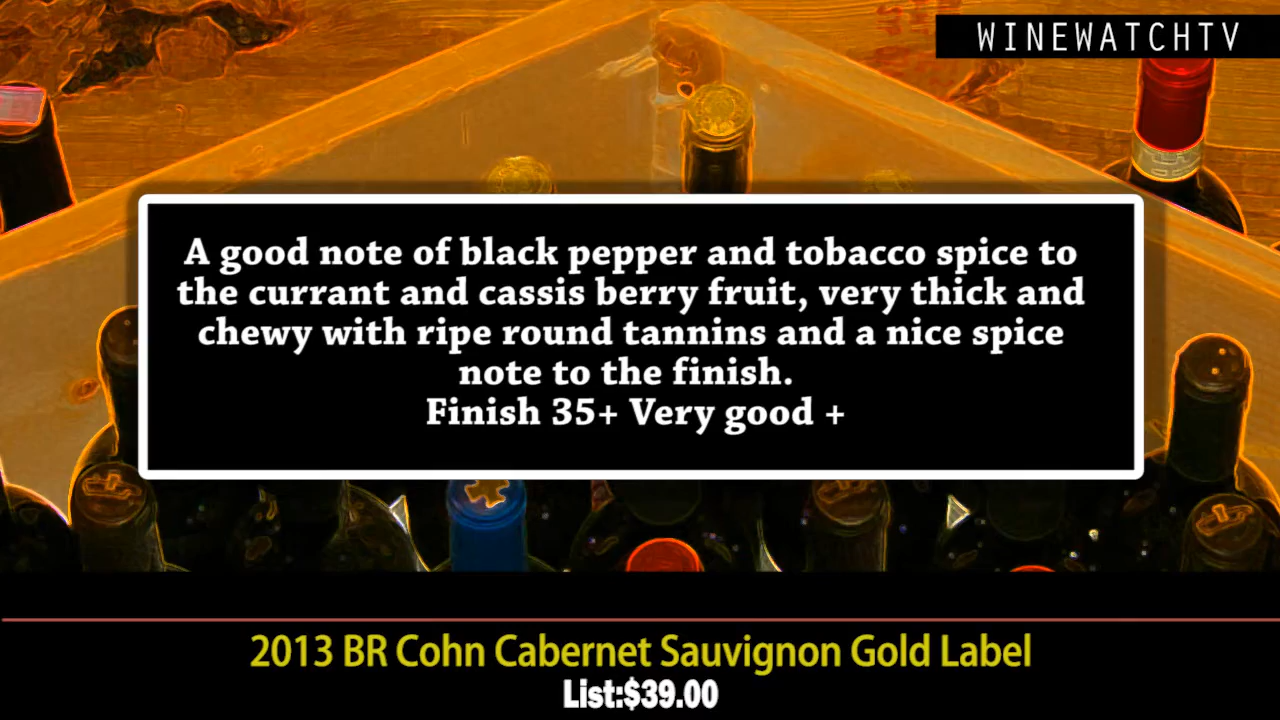 WINEWATCHTV
A good note of black pepper and tobacco spice to
the currant and cassis berry fruit, very thick and
chewy with ripe round tannins and a nice spice
note to the finish.
Finish 35+ Very good +
2013 BR Cohn Cabernet Sauvignon Gold Label
List:$39.00